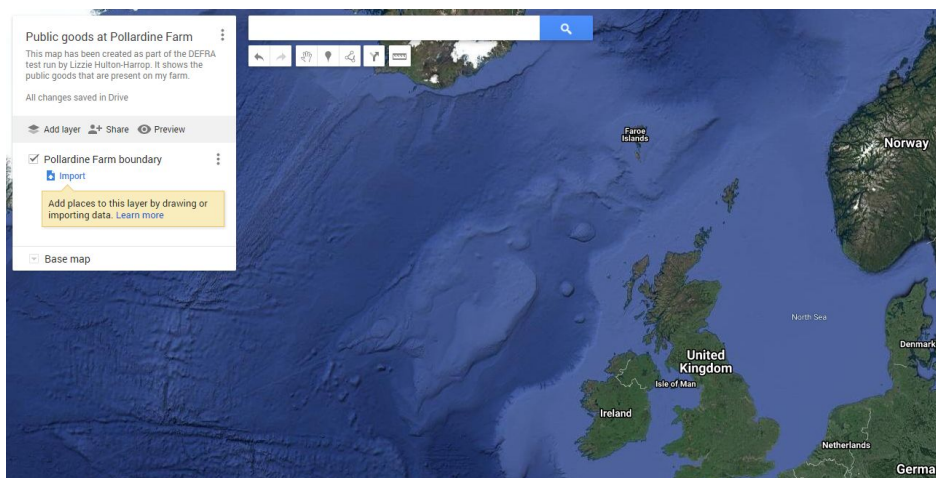 Public goods at Pollardine Farm
This map has been created as part of the DEFRA
test run by Lizzie Hulton-Harrop. It shows the
public goods that are present on my farm.
All changes saved in Drive
Add layer Share Preview
Pollardine Farm boundary
Import
Add places to this layer by drawing or
importing data. Learn more
Base map
Faroe
Islands
Norway
North Sea
Denmark
United
Kingdom
Isle of Man
Ireland
Netherlands
Germa